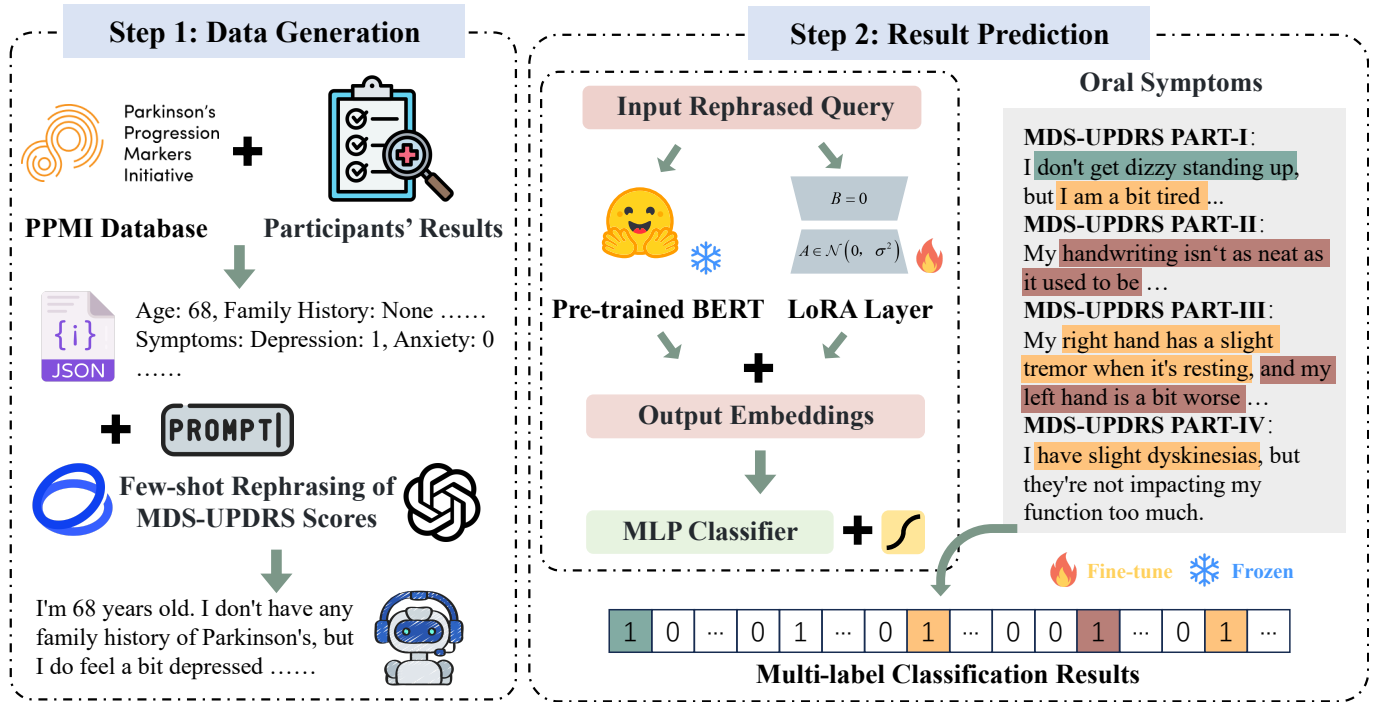 Step 1: Data Generation
Parkinson's
Progression
Markers
Initiative
PPMI Database
Participants' Results
{i}
JSON
Age: 68, Family History: None ……
Symptoms: Depression: 1, Anxiety: 0
……
PROMPT
Few-shot Rephrasing of
MDS-UPDRS Scores
I'm 68 years old. I don't have any
family history of Parkinson's, but
I do feel a bit depressed ……
Step 2: Result Prediction
Input Rephrased Query
B = 0
A ∈ 𝒩(0, σ²)
Pre-trained BERT
LoRA Layer
Output Embeddings
MLP Classifier
Oral Symptoms
MDS-UPDRS PART-I:
I don't get dizzy standing up,
but I am a bit tired ...
MDS-UPDRS PART-II:
My handwriting isn‘t as neat as
it used to be …
MDS-UPDRS PART-III:
My right hand has a slight
tremor when it's resting, and my
left hand is a bit worse …
MDS-UPDRS PART-IV:
I have slight dyskinesias, but
they're not impacting my
function too much.
Fine-tune
Frozen
1 0 ... 0 1 ... 0 1 ... 0 0 1 ... 0 1 ...
Multi-label Classification Results